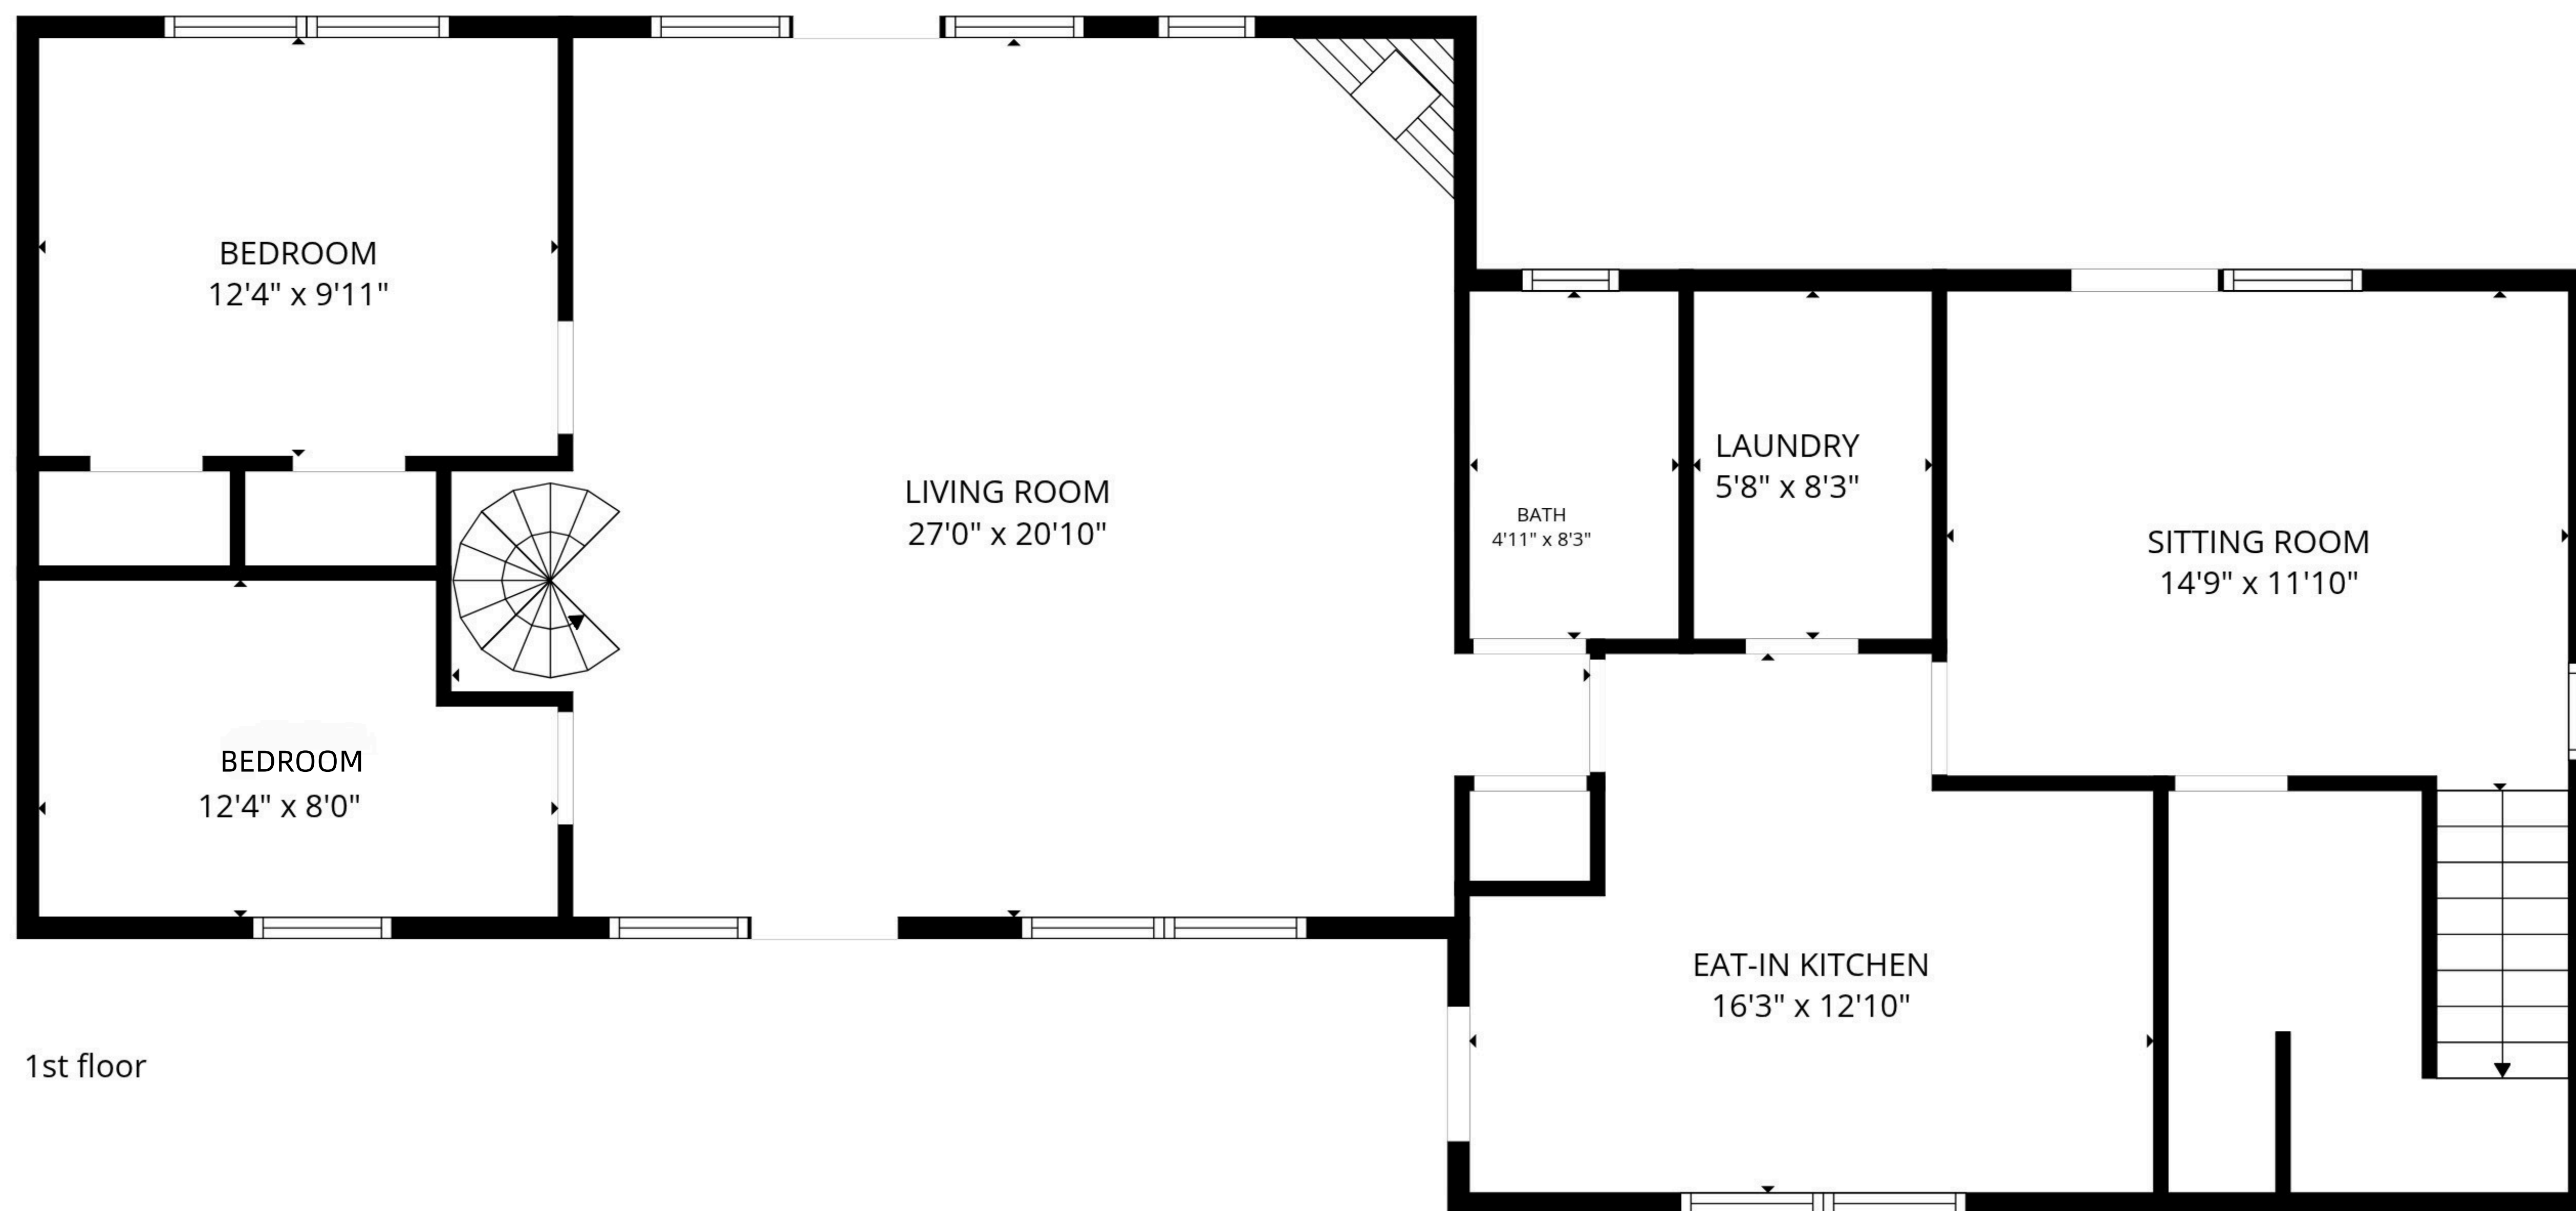 BEDROOM
12'4" x 9'11"
LIVING ROOM
27'0" x 20'10"
BATH
4'11" x 8'3"
LAUNDRY
5'8" x 8'3"
SITTING ROOM
14'9" x 11'10"
BEDROOM
12'4" x 8'0"
EAT-IN KITCHEN
16'3" x 12'10"
1st floor